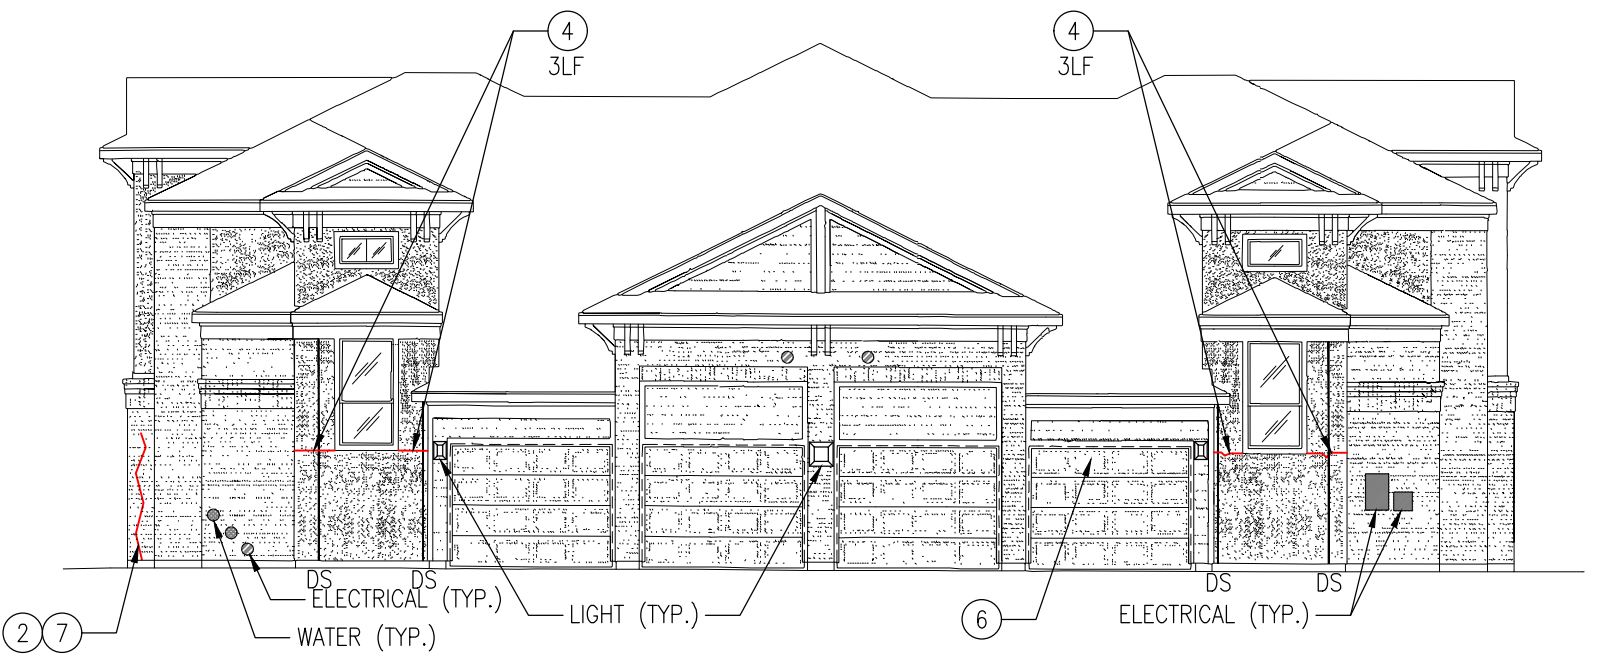 4
3LF
4
3LF
DS
DS
DS
DS
ELECTRICAL (TYP.)
LIGHT (TYP.)
6
ELECTRICAL (TYP.)
2 7
WATER (TYP.)